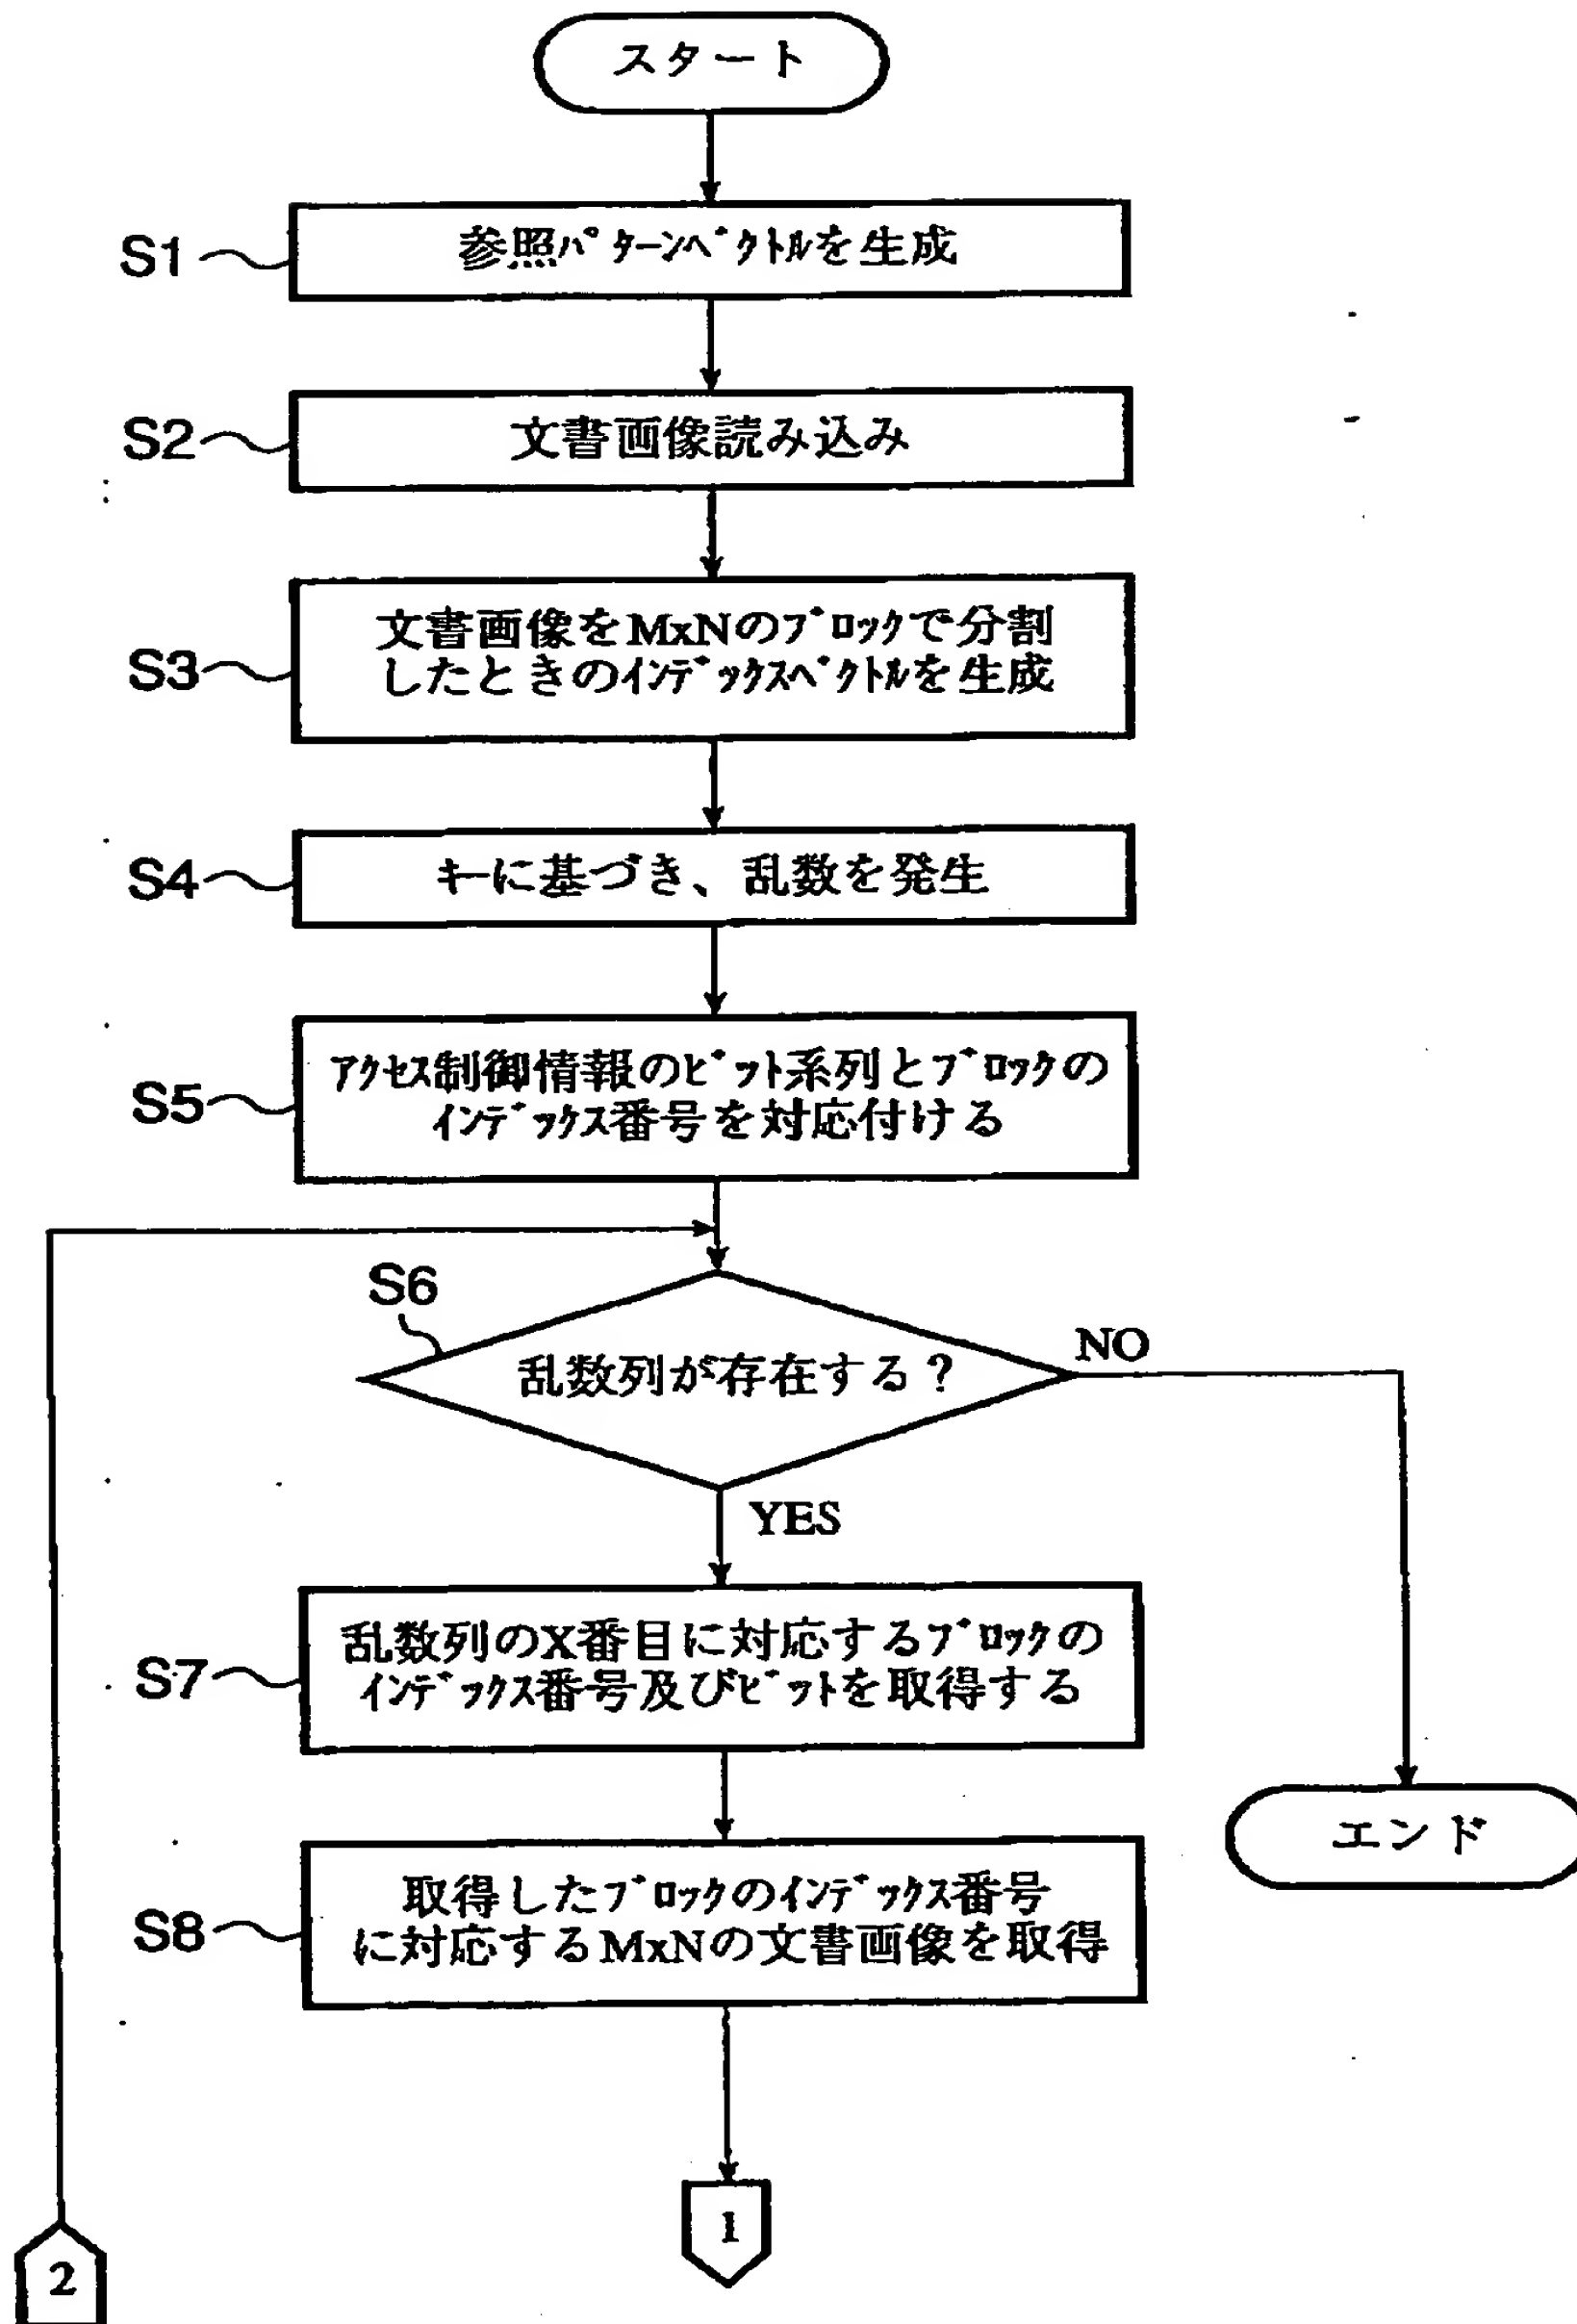 スタート
S1
参照パターンベクトルを生成
S2
文書画像読み込み
S3
文書画像をMxNのブロックで分割
したときのインデックスベクトルを生成
S4
キーに基づき、乱数を発生
S5
アクセス制御情報のビット系列とブロックの
インデックス番号を対応付ける
S6
乱数列が存在する?
NO
YES
S7
乱数列のX番目に対応するブロックの
インデックス番号及びビットを取得する
エンド
S8
取得したブロックのインデックス番号
に対応するMxNの文書画像を取得
1
2